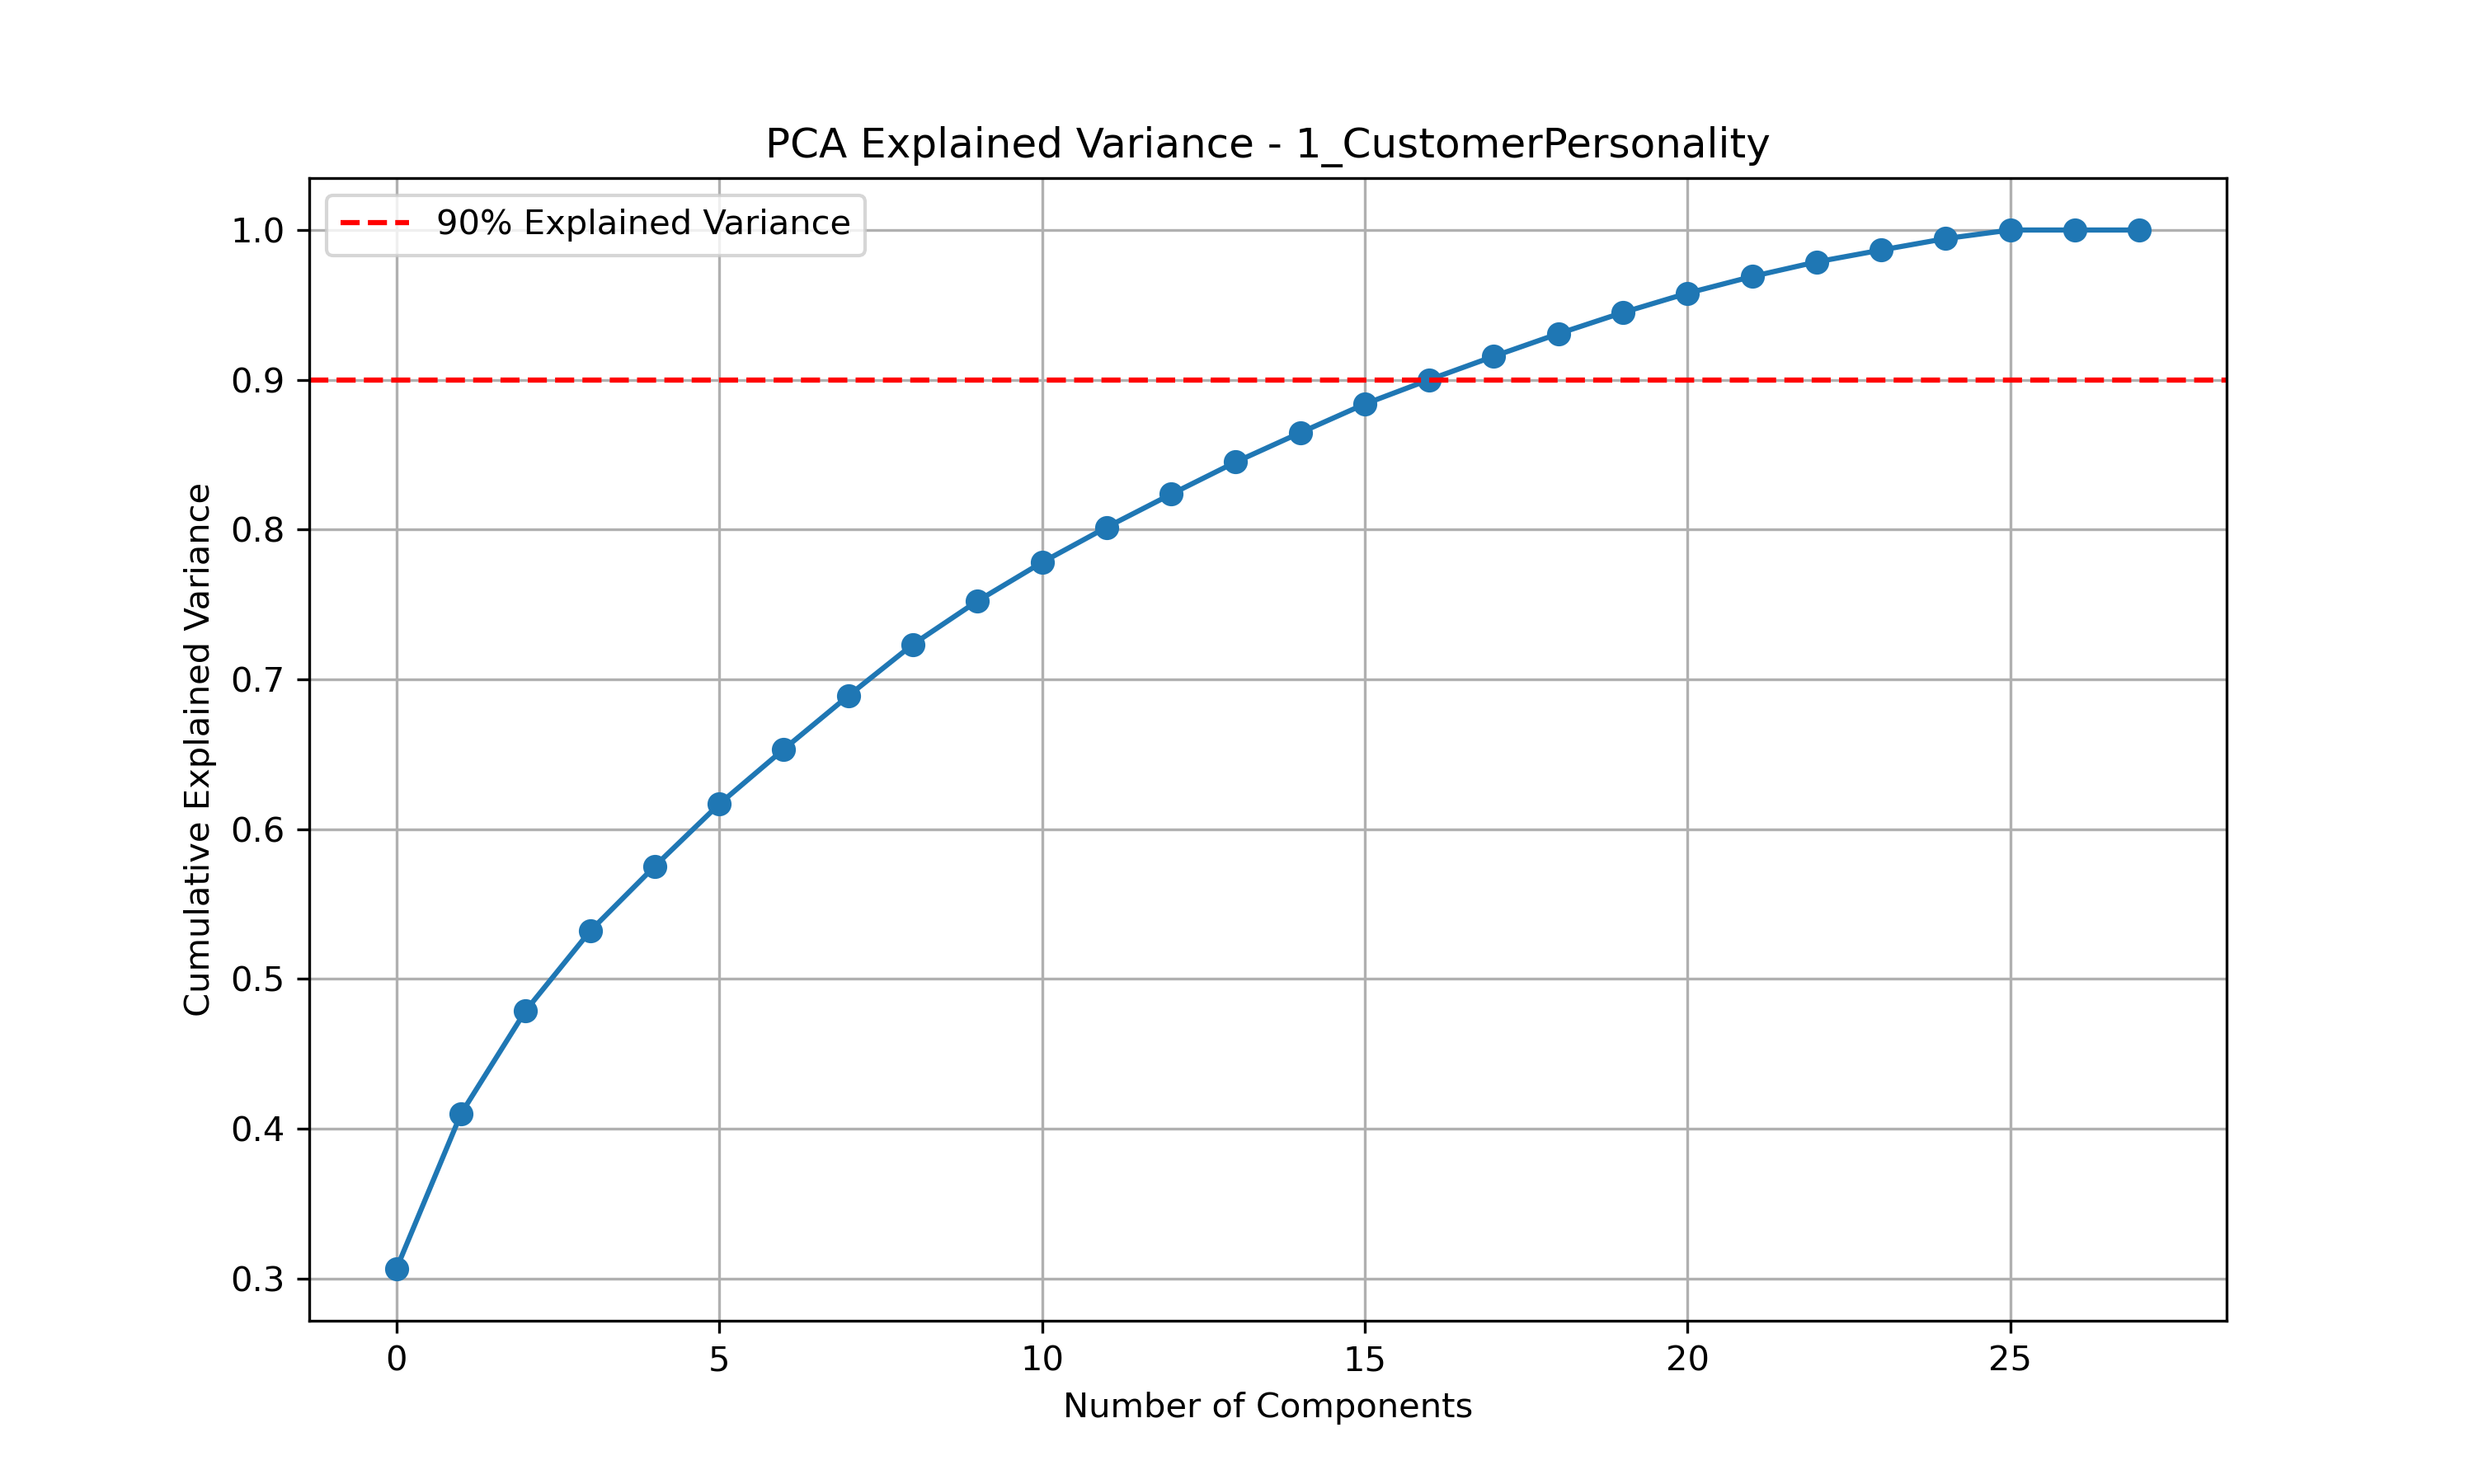 PCA Explained Variance - 1_CustomerPersonality
90% Explained Variance
Cumulative Explained Variance
1.0
0.9
0.8
0.7
0.6
0.5
0.4
0.3
0 5 10 15 20 25
Number of Components